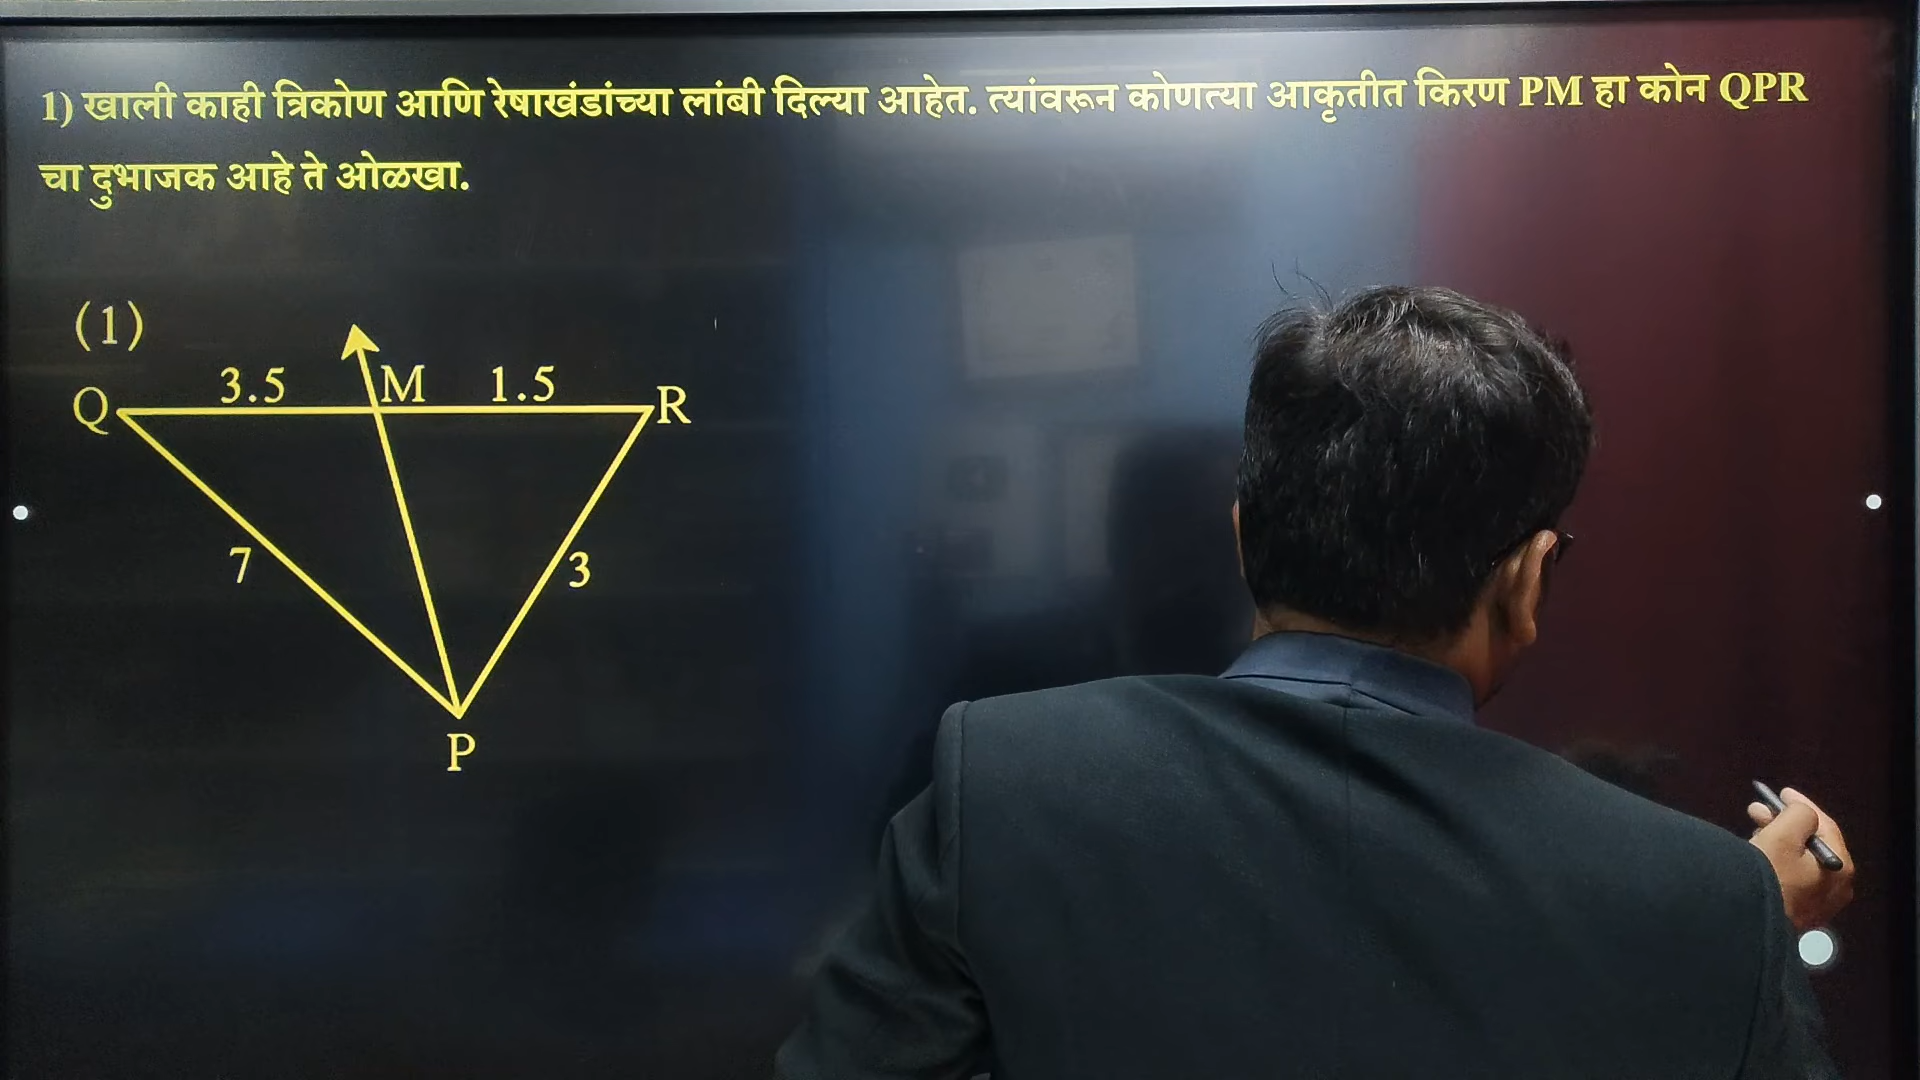 1) खाली काही त्रिकोण आणि रेषाखंडांच्या लांबी दिल्या आहेत. त्यांवरून कोणत्या आकृतीत किरण PM हा कोन QPR
चा दुभाजक आहे ते ओळखा.
(1)
Q 3.5 M 1.5 R
7 3
P